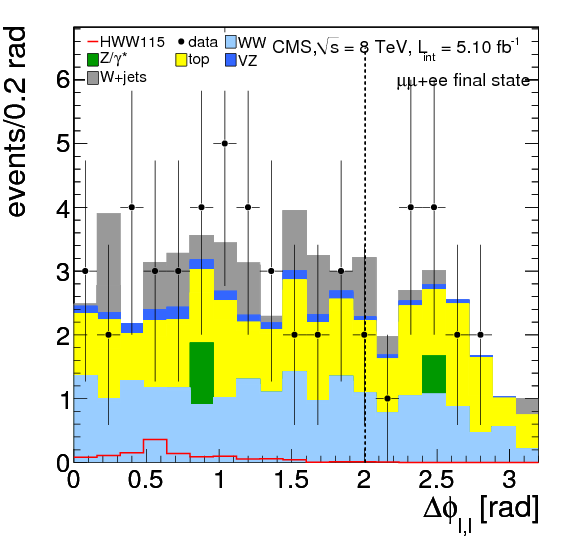 events/0.2 rad
HWW115 data WW CMS,√s = 8 TeV, L_int = 5.10 fb⁻¹
Z/γ* top VZ
W+jets μμ+ee final state
6
5
4
3
2
1
0
0 0.5 1 1.5 2 2.5 3
Δϕ_l,l [rad]